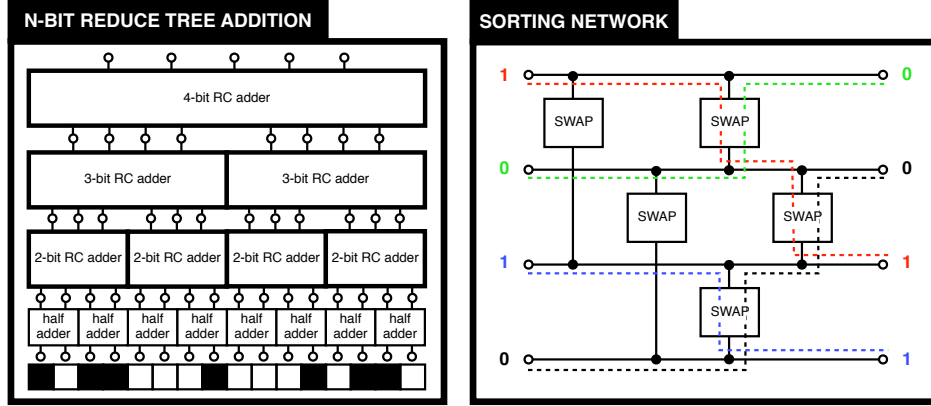 N-BIT REDUCE TREE ADDITION
4-bit RC adder
3-bit RC adder 3-bit RC adder
2-bit RC adder 2-bit RC adder 2-bit RC adder 2-bit RC adder
half half half half half half half half
adder adder adder adder adder adder adder adder
SORTING NETWORK
1 0
SWAP SWAP
0 0
SWAP SWAP
1 1
SWAP
0 1